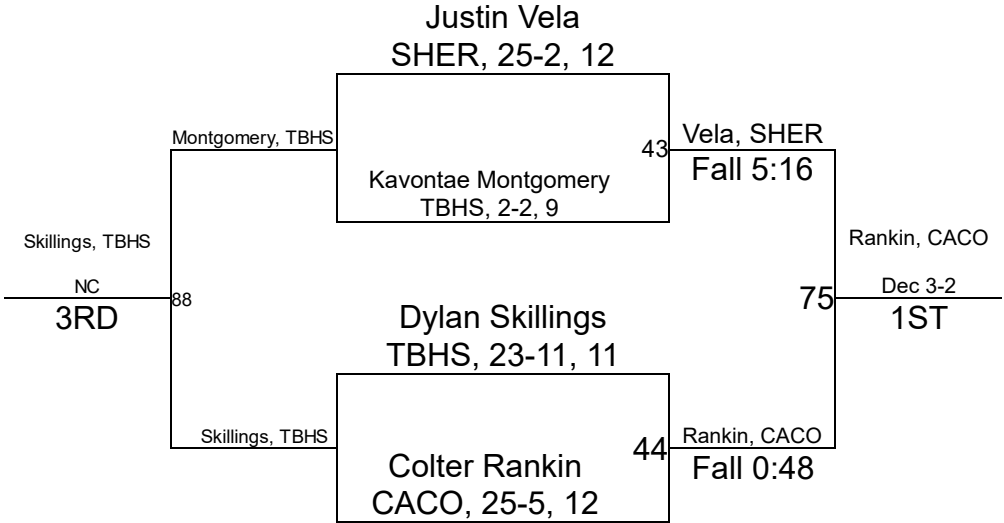 Justin Vela
SHER, 25-2, 12
Montgomery, TBHS
43
Vela, SHER
Fall 5:16
Kavontae Montgomery
TBHS, 2-2, 9
Skillings, TBHS
NC
3RD
88
Rankin, CACO
75
Dec 3-2
1ST
Dylan Skillings
TBHS, 23-11, 11
Skillings, TBHS
44
Rankin, CACO
Fall 0:48
Colter Rankin
CACO, 25-5, 12